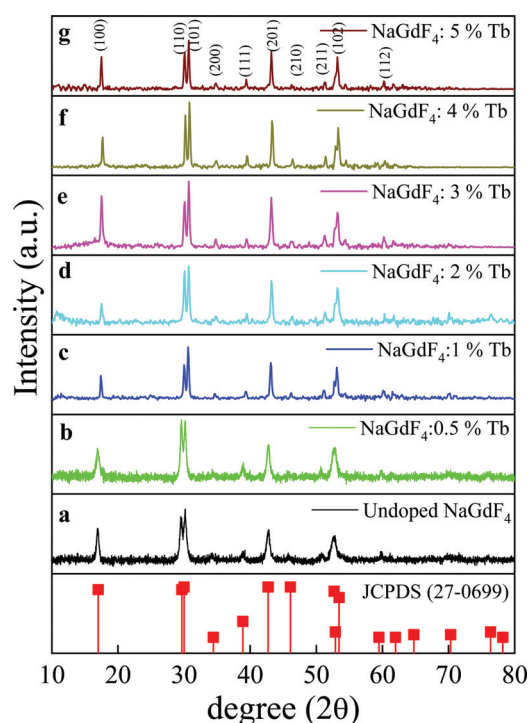 g
(100)
(110)
(101)
(200)
(111)
(201)
(210)
(211)
(102)
(112)
NaGdF₄: 5 % Tb
f
NaGdF₄: 4 % Tb
e
NaGdF₄: 3 % Tb
d
NaGdF₄: 2 % Tb
c
NaGdF₄:1 % Tb
b
NaGdF₄:0.5 % Tb
a
Undoped NaGdF₄
JCPDS (27-0699)
Intensity (a.u.)
10 20 30 40 50 60 70 80
degree (2θ)